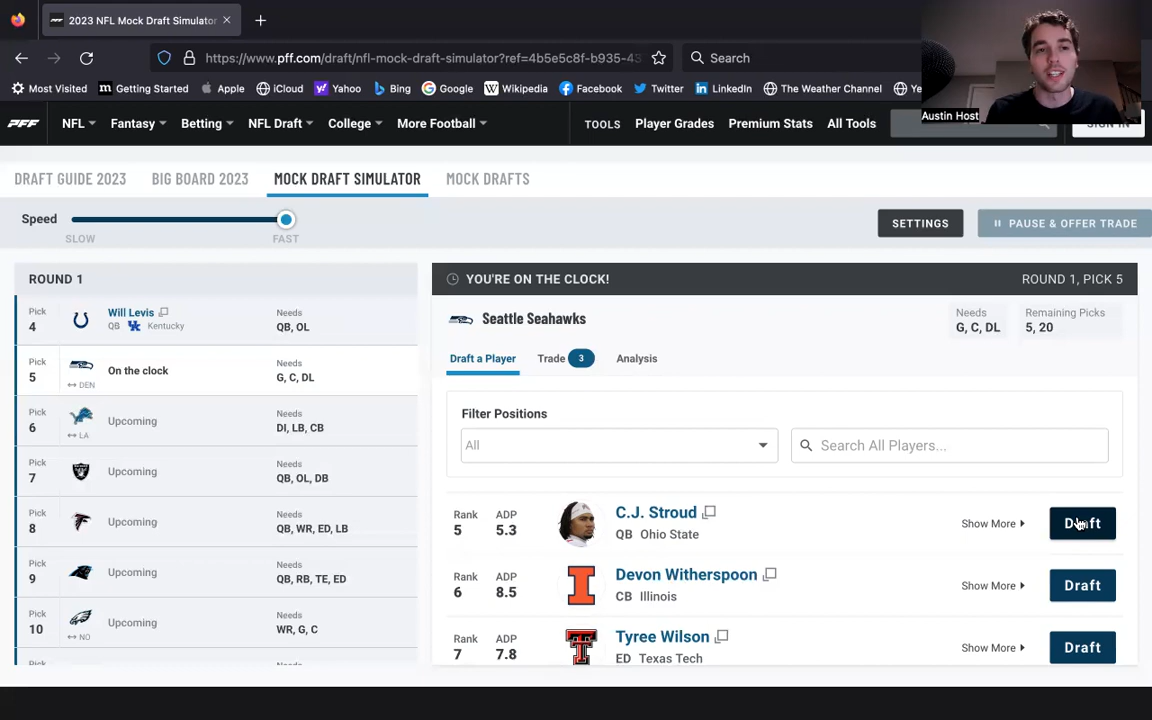 2023 NFL Mock Draft Simulator
https://www.pff.com/draft/nfl-mock-draft-simulator?ref=4b5e5c8f-b935-43
Search
Most Visited
Getting Started
Apple
iCloud
Yahoo
Bing
Google
Wikipedia
Facebook
Twitter
LinkedIn
The Weather Channel
Ye
Austin Host
PFF
NFL
Fantasy
Betting
NFL Draft
College
More Football
TOOLS
Player Grades
Premium Stats
All Tools
SIGN IN
DRAFT GUIDE 2023
BIG BOARD 2023
MOCK DRAFT SIMULATOR
MOCK DRAFTS
Speed
SLOW
FAST
SETTINGS
PAUSE & OFFER TRADE
ROUND 1
Pick
4
Will Levis
QB
Kentucky
Needs
QB, OL
Pick
5
DEN
On the clock
Needs
G, C, DL
Pick
6
LA
Upcoming
Needs
DI, LB, CB
Pick
7
Upcoming
Needs
QB, OL, DB
Pick
8
Upcoming
Needs
QB, WR, ED, LB
Pick
9
Upcoming
Needs
QB, RB, TE, ED
Pick
10
NO
Upcoming
Needs
WR, G, C
YOU'RE ON THE CLOCK!
ROUND 1, PICK 5
Seattle Seahawks
Needs
G, C, DL
Remaining Picks
5, 20
Draft a Player
Trade 3
Analysis
Filter Positions
All
Search All Players...
Rank
5
ADP
5.3
C.J. Stroud
QB Ohio State
Show More
Draft
Rank
6
ADP
8.5
Devon Witherspoon
CB Illinois
Show More
Draft
Rank
7
ADP
7.8
Tyree Wilson
ED Texas Tech
Show More
Draft